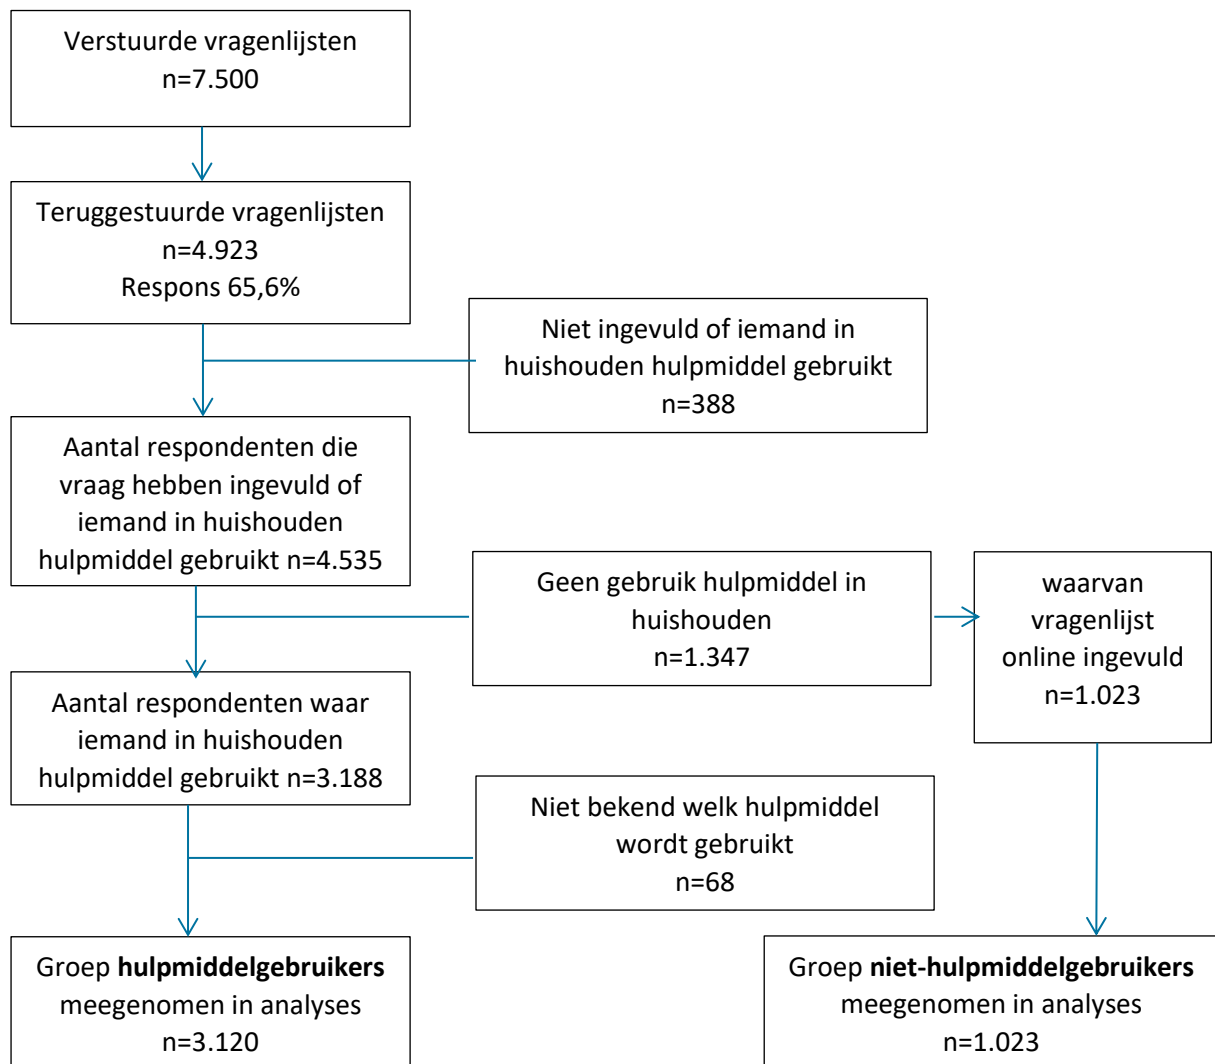 Verstuurde vragenlijsten
n=7.500
Teruggestuurde vragenlijsten
n=4.923
Respons 65,6%
Niet ingevuld of iemand in
huishouden hulpmiddel gebruikt
n=388
Aantal respondenten die
vraag hebben ingevuld of
iemand in huishouden
hulpmiddel gebruikt n=4.535
Geen gebruik hulpmiddel in
huishouden
n=1.347
waarvan
vragenlijst
online ingevuld
n=1.023
Aantal respondenten waar
iemand in huishouden
hulpmiddel gebruikt n=3.188
Niet bekend welk hulpmiddel
wordt gebruikt
n=68
Groep hulpmiddelgebruikers
meegenomen in analyses
n=3.120
Groep niet-hulpmiddelgebruikers
meegenomen in analyses
n=1.023